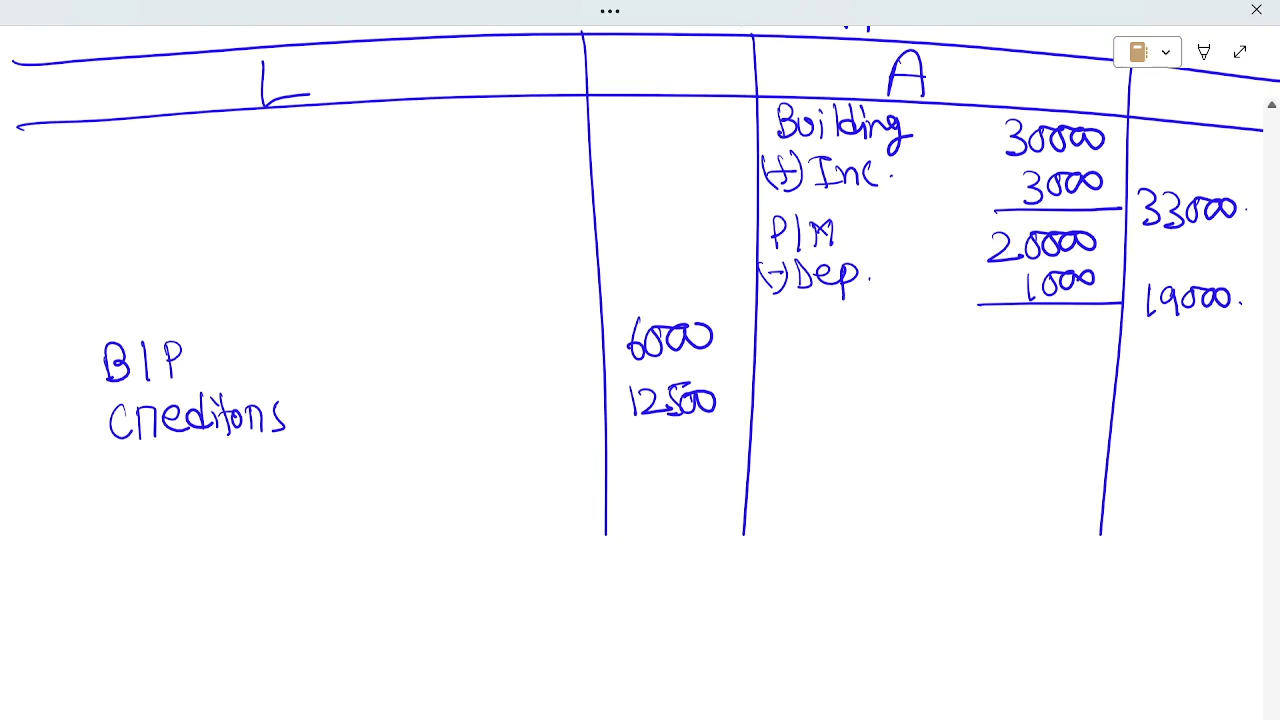 L A
Building 30000
(+) Inc. 3000 33000.
P/M 20000
(-) Dep. 1000 19000.
B/P 6000
Creditors 12500